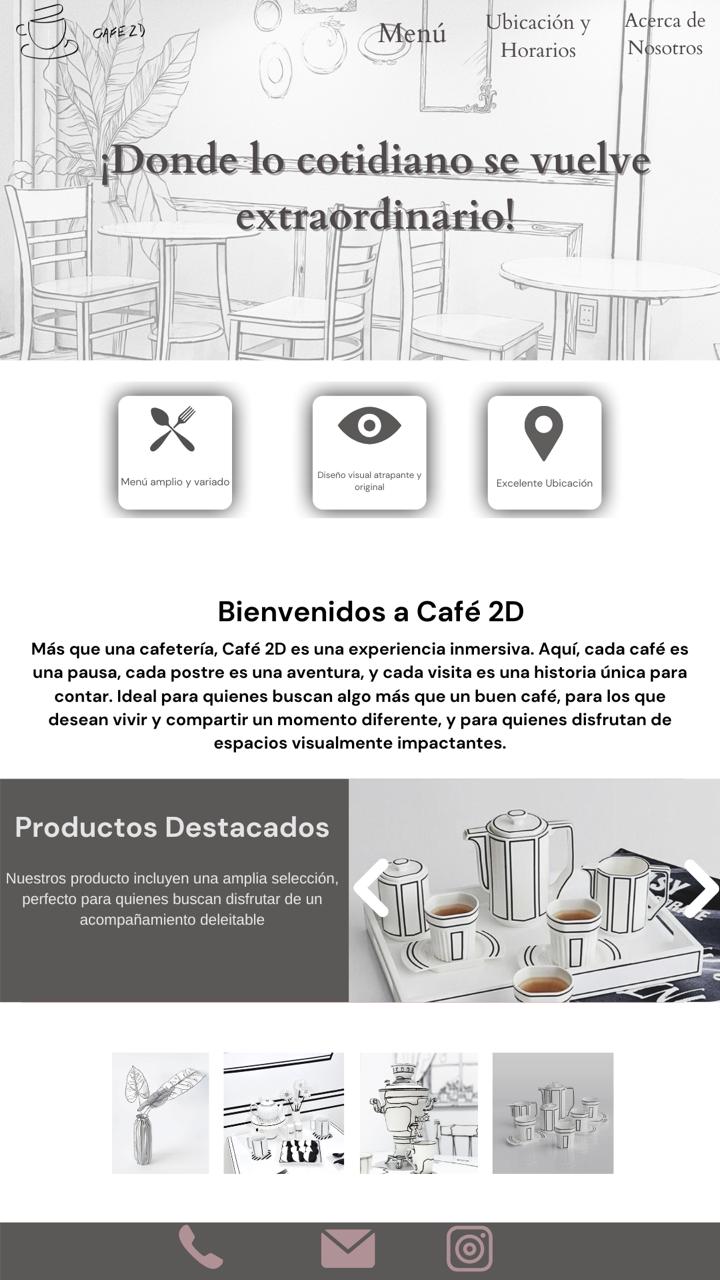 CAFE 2D
Menú
Ubicación y
Horarios
Acerca de
Nosotros
¡Donde lo cotidiano se vuelve
extraordinario!
Menú amplio y variado
Diseño visual atrapante y
original
Excelente Ubicación
Bienvenidos a Café 2D
Más que una cafetería, Café 2D es una experiencia inmersiva. Aquí, cada café es
una pausa, cada postre es una aventura, y cada visita es una historia única para
contar. Ideal para quienes buscan algo más que un buen café, para los que
desean vivir y compartir un momento diferente, y para quienes disfrutan de
espacios visualmente impactantes.
Productos Destacados
Nuestros producto incluyen una amplia selección,
perfecto para quienes buscan disfrutar de un
acompañamiento deleitable